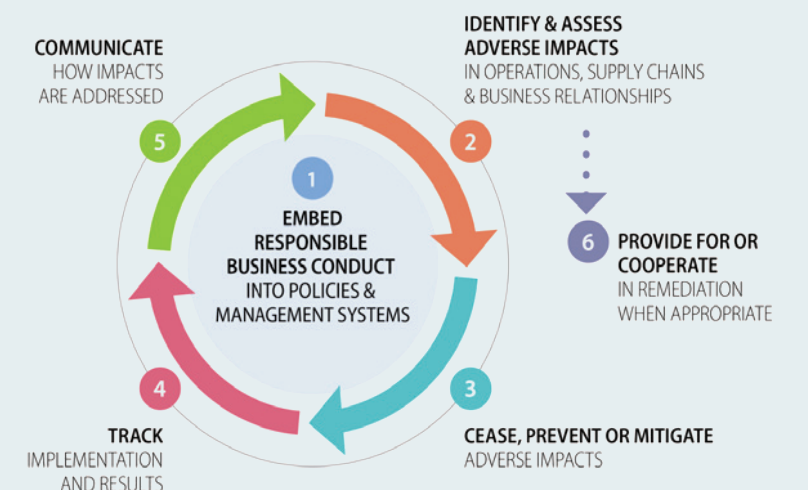 1
EMBED
RESPONSIBLE
BUSINESS CONDUCT
INTO POLICIES &
MANAGEMENT SYSTEMS
2
IDENTIFY & ASSESS
ADVERSE IMPACTS
IN OPERATIONS, SUPPLY CHAINS
& BUSINESS RELATIONSHIPS
3
CEASE, PREVENT OR MITIGATE
ADVERSE IMPACTS
4
TRACK
IMPLEMENTATION
AND RESULTS
5
COMMUNICATE
HOW IMPACTS
ARE ADDRESSED
6
PROVIDE FOR OR
COOPERATE
IN REMEDIATION
WHEN APPROPRIATE